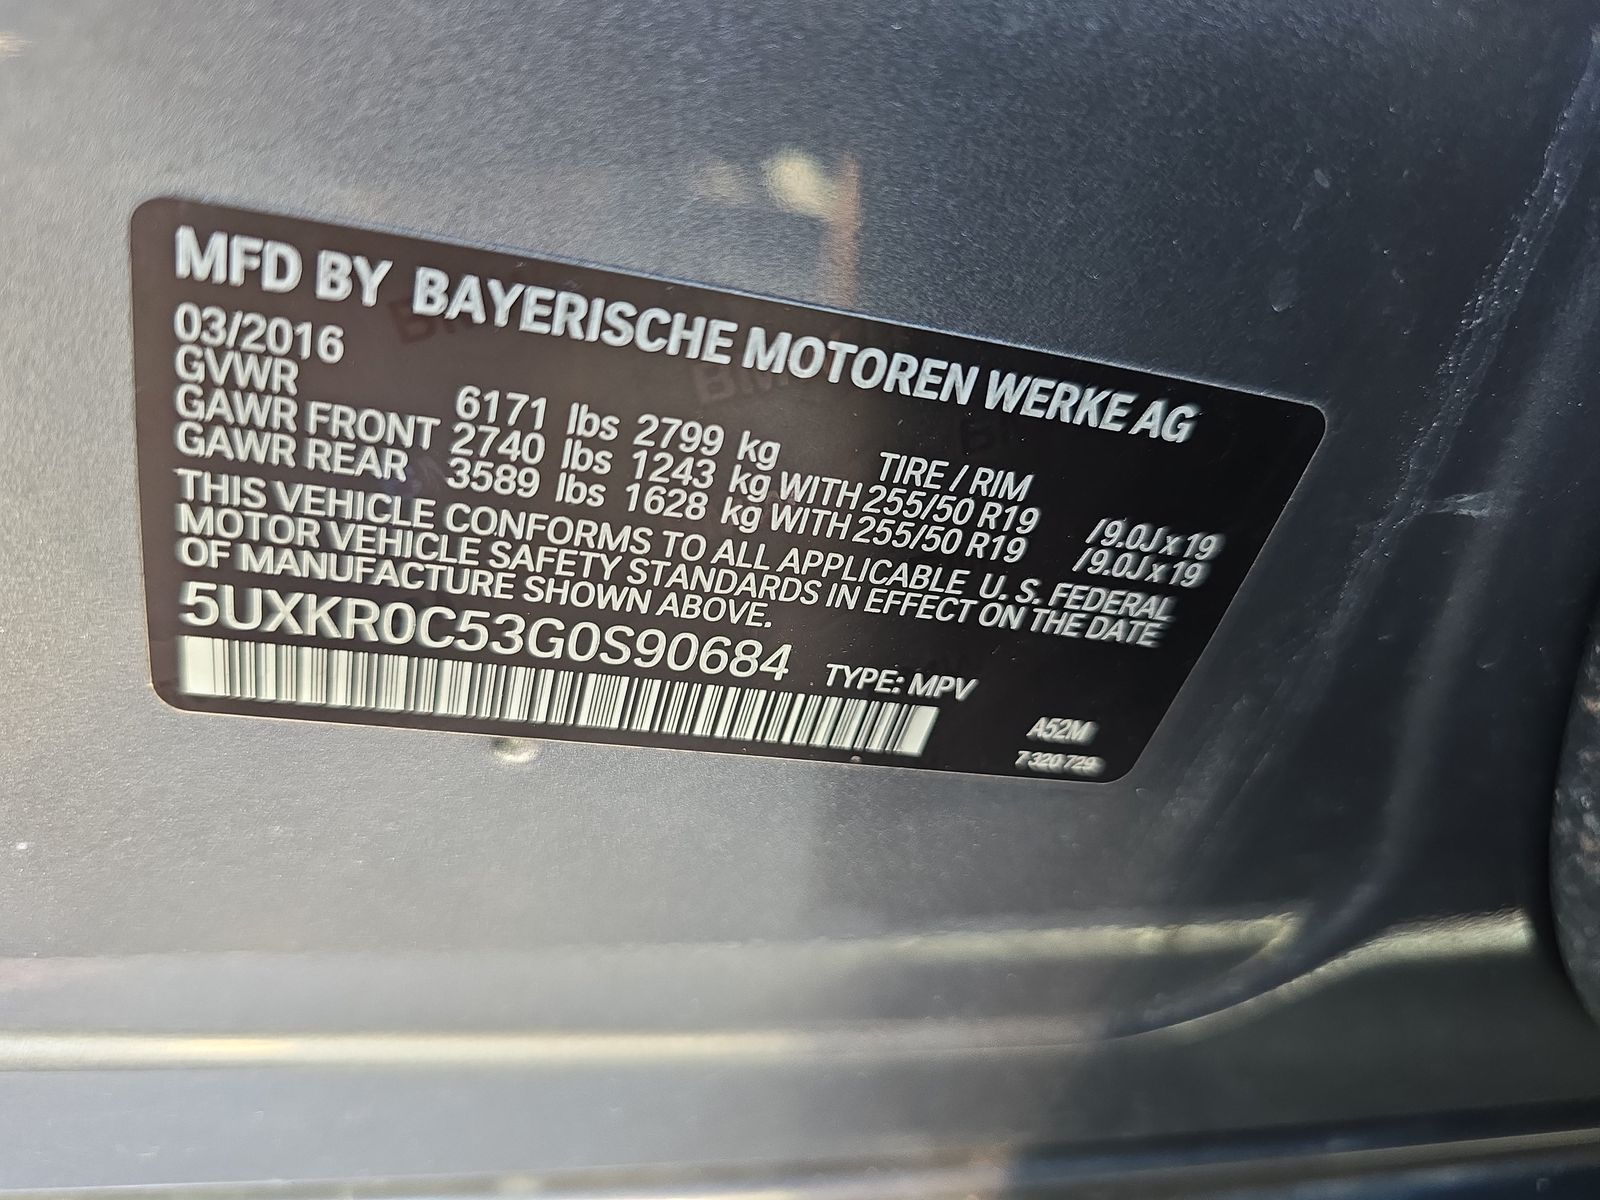 MFD BY BAYERISCHE MOTOREN WERKE AG
03/2016
GVWR 6171 lbs 2799 kg TIRE / RIM
GAWR FRONT 2740 lbs 1243 kg WITH 255/50 R19 /9.0J x 19
GAWR REAR 3589 lbs 1628 kg WITH 255/50 R19 /9.0J x 19
THIS VEHICLE CONFORMS TO ALL APPLICABLE U. S. FEDERAL
MOTOR VEHICLE SAFETY STANDARDS IN EFFECT ON THE DATE
OF MANUFACTURE SHOWN ABOVE.
5UXKR0C53G0S90684 TYPE: MPV
A52M
7 320 729